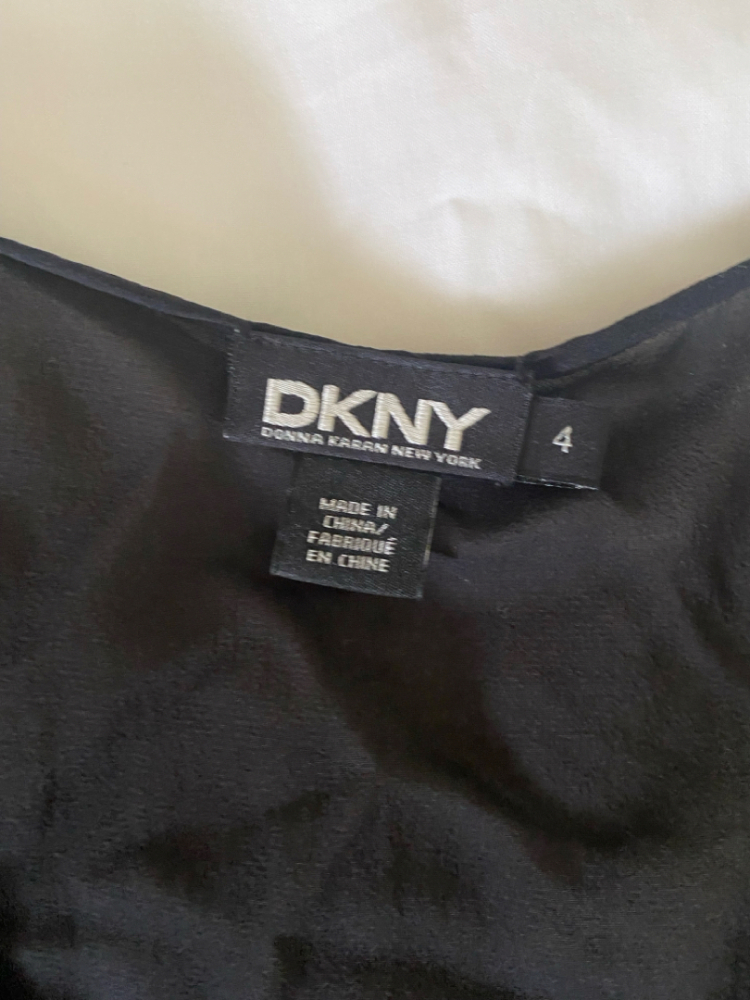 DKNY
DONNA KARAN NEW YORK
4
MADE IN
CHINA/
FABRIQUÉ
EN CHINE